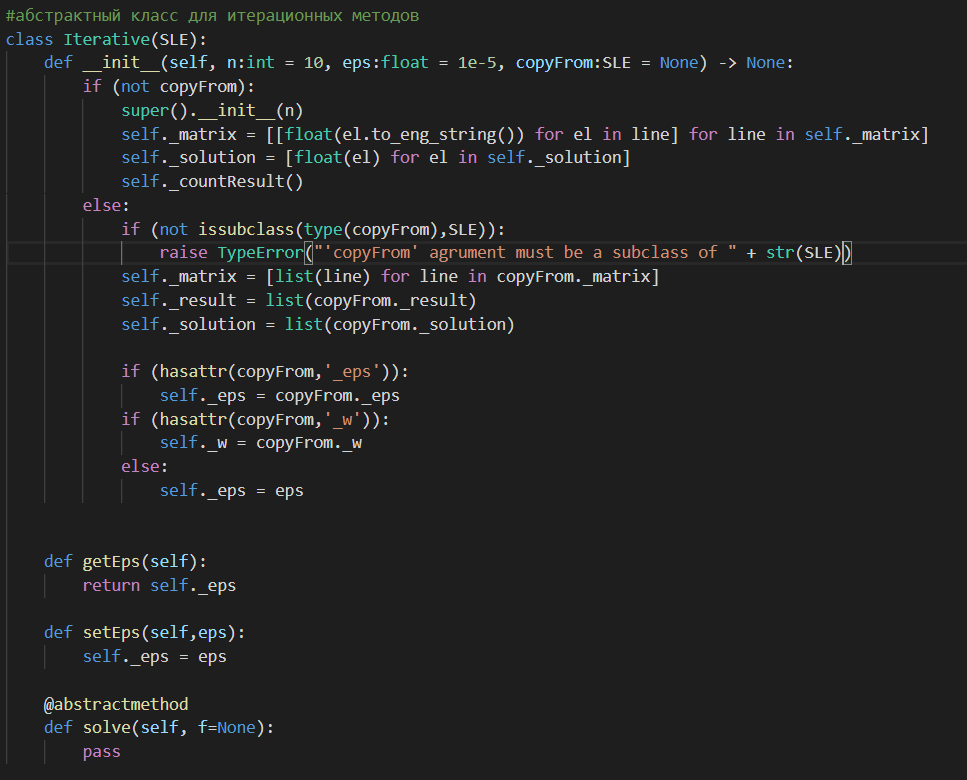 #абстрактный класс для итерационных методов
class Iterative(SLE):
    def __init__(self, n:int = 10, eps:float = 1e-5, copyFrom:SLE = None) -> None:
        if (not copyFrom):
            super().__init__(n)
            self._matrix = [[float(el.to_eng_string()) for el in line] for line in self._matrix]
            self._solution = [float(el) for el in self._solution]
            self._countResult()
        else:
            if (not issubclass(type(copyFrom),SLE)):
                raise TypeError("'copyFrom' agrument must be a subclass of " + str(SLE))
            self._matrix = [list(line) for line in copyFrom._matrix]
            self._result = list(copyFrom._result)
            self._solution = list(copyFrom._solution)

            if (hasattr(copyFrom,'_eps')):
                self._eps = copyFrom._eps
            if (hasattr(copyFrom,'_w')):
                self._w = copyFrom._w
            else:
                self._eps = eps


    def getEps(self):
        return self._eps

    def setEps(self,eps):
        self._eps = eps

    @abstractmethod
    def solve(self, f=None):
        pass